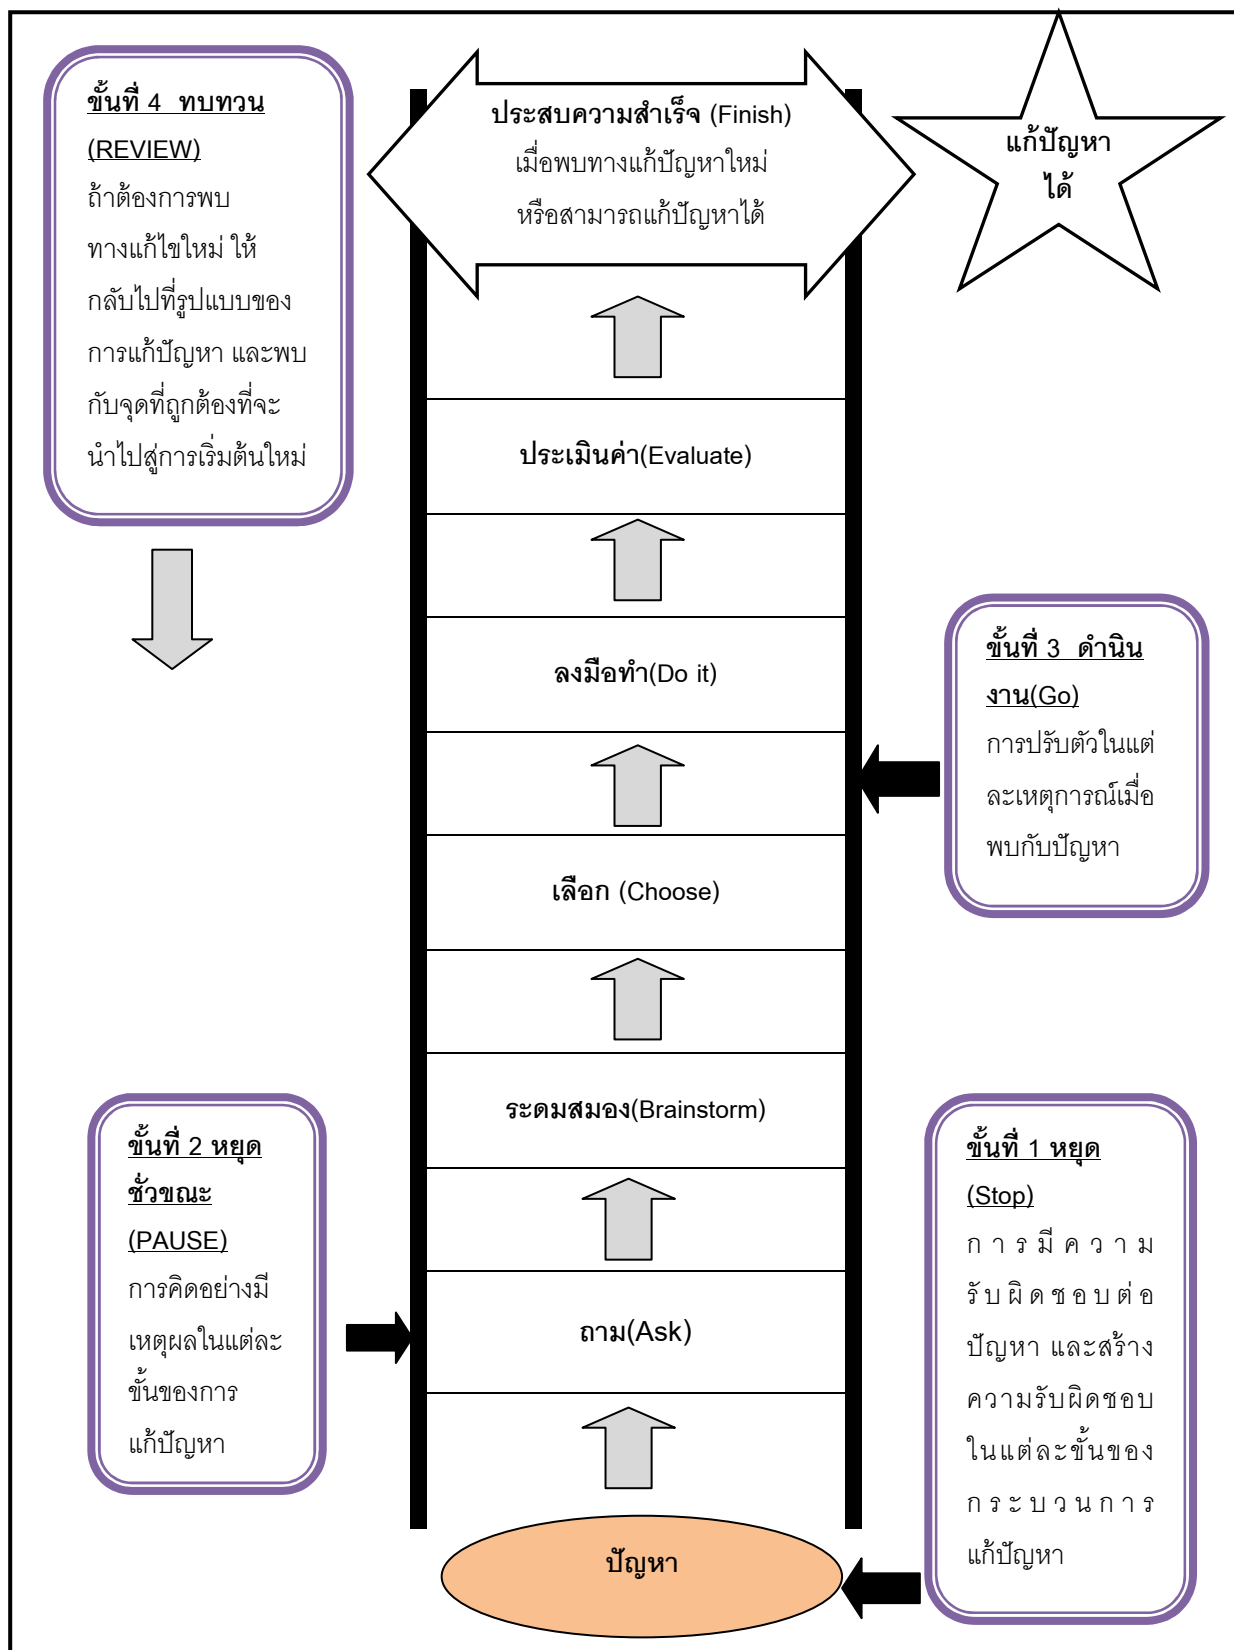 ขั้นที่ 4 ทบทวน
(REVIEW)
ถ้าต้องการพบ
ทางแก้ไขใหม่ ให้
กลับไปที่รูปแบบของ
การแก้ปัญหา และพบ
กับจุดที่ถูกต้องที่จะ
นำไปสู่การเริ่มต้นใหม่
ประสบความสำเร็จ (Finish)
เมื่อพบทางแก้ปัญหาใหม่
หรือสามารถแก้ปัญหาได้
แก้ปัญหา
ได้
ประเมินค่า(Evaluate)
ลงมือทำ(Do it)
ขั้นที่ 3 ดำนิน
งาน(Go)
การปรับตัวในแต่
ละเหตุการณ์เมื่อ
พบกับปัญหา
เลือก (Choose)
ระดมสมอง(Brainstorm)
ขั้นที่ 2 หยุด
ชั่วขณะ
(PAUSE)
การคิดอย่างมี
เหตุผลในแต่ละ
ขั้นของการ
แก้ปัญหา
ถาม(Ask)
ขั้นที่ 1 หยุด
(Stop)
การมีความ
รับผิดชอบต่อ
ปัญหา และสร้าง
ความรับผิดชอบ
ในแต่ละขั้นของ
กระบวนการ
แก้ปัญหา
ปัญหา